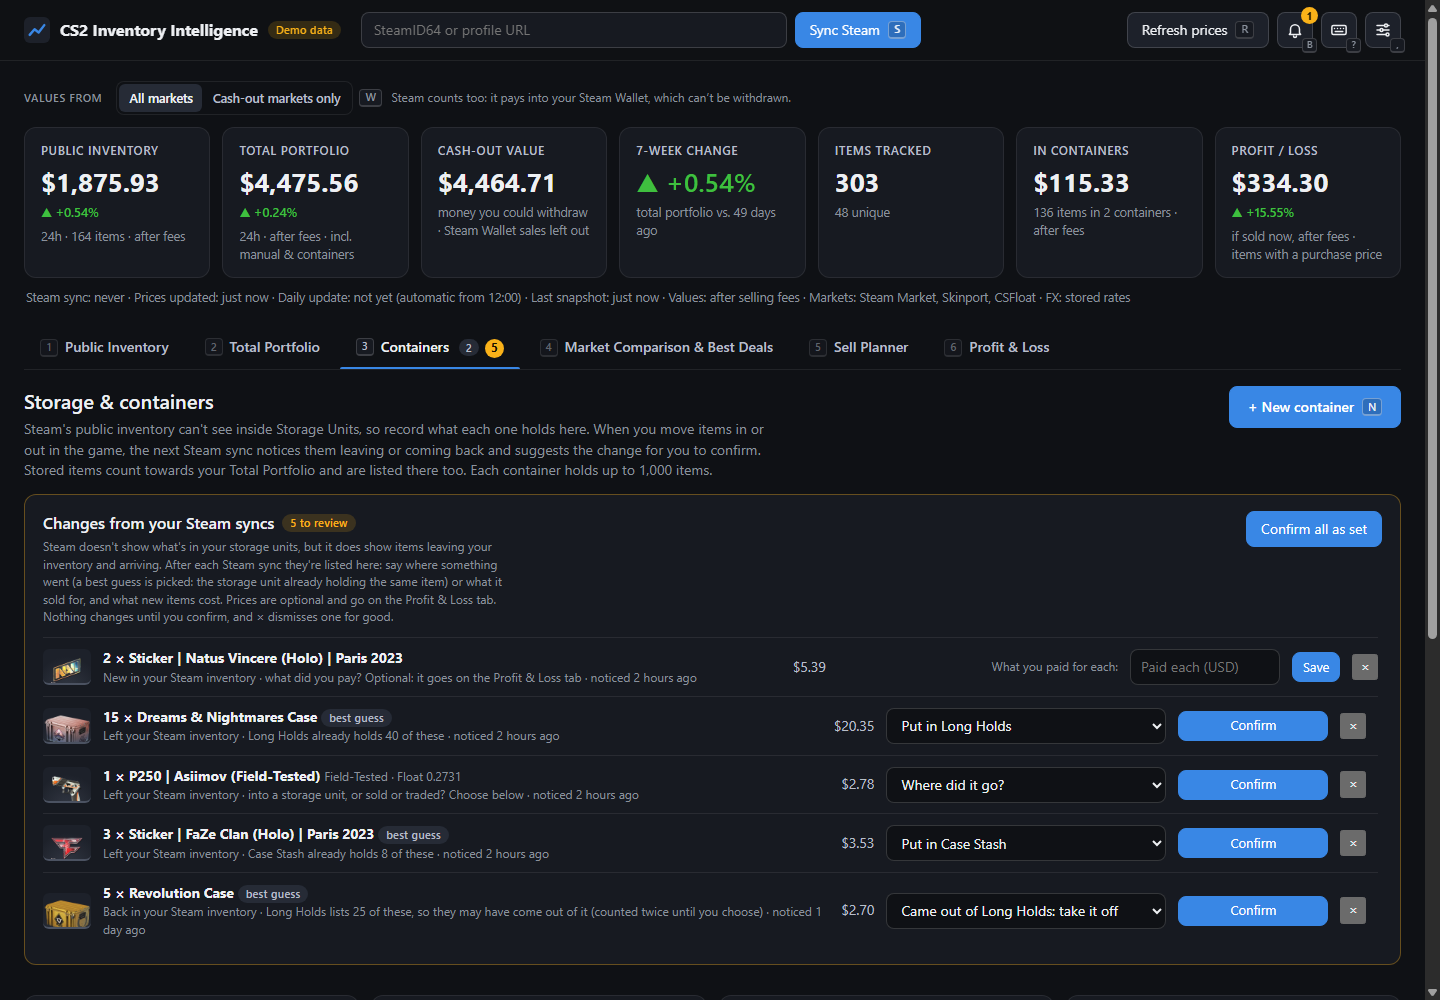 CS2 Inventory Intelligence Demo data SteamID64 or profile URL Sync Steam S Refresh prices R 1 B ? ,
VALUES FROM All markets Cash-out markets only W Steam counts too: it pays into your Steam Wallet, which can't be withdrawn.
PUBLIC INVENTORY
$1,875.93
▲ +0.54%
24h · 164 items · after fees
TOTAL PORTFOLIO
$4,475.56
▲ +0.24%
24h · after fees · incl.
manual & containers
CASH-OUT VALUE
$4,464.71
money you could withdraw
· Steam Wallet sales left out
7-WEEK CHANGE
▲ +0.54%
total portfolio vs. 49 days
ago
ITEMS TRACKED
303
48 unique
IN CONTAINERS
$115.33
136 items in 2 containers ·
after fees
PROFIT / LOSS
$334.30
▲ +15.55%
if sold now, after fees ·
items with a purchase price
Steam sync: never · Prices updated: just now · Daily update: not yet (automatic from 12:00) · Last snapshot: just now · Values: after selling fees · Markets: Steam Market, Skinport, CSFloat · FX: stored rates
1 Public Inventory 2 Total Portfolio 3 Containers 2 5 4 Market Comparison & Best Deals 5 Sell Planner 6 Profit & Loss
Storage & containers
+ New container N
Steam's public inventory can't see inside Storage Units, so record what each one holds here. When you move items in or
out in the game, the next Steam sync notices them leaving or coming back and suggests the change for you to confirm.
Stored items count towards your Total Portfolio and are listed there too. Each container holds up to 1,000 items.
Changes from your Steam syncs 5 to review
Confirm all as set
Steam doesn't show what's in your storage units, but it does show items leaving your
inventory and arriving. After each Steam sync they're listed here: say where something
went (a best guess is picked: the storage unit already holding the same item) or what it
sold for, and what new items cost. Prices are optional and go on the Profit & Loss tab.
Nothing changes until you confirm, and × dismisses one for good.
2 × Sticker | Natus Vincere (Holo) | Paris 2023
New in your Steam inventory · what did you pay? Optional: it goes on the Profit & Loss tab · noticed 2 hours ago
$5.39 What you paid for each: Paid each (USD) Save ×
15 × Dreams & Nightmares Case best guess
Left your Steam inventory · Long Holds already holds 40 of these · noticed 2 hours ago
$20.35 Put in Long Holds Confirm ×
1 × P250 | Asiimov (Field-Tested) Field-Tested · Float 0.2731
Left your Steam inventory · into a storage unit, or sold or traded? Choose below · noticed 2 hours ago
$2.78 Where did it go? Confirm ×
3 × Sticker | FaZe Clan (Holo) | Paris 2023 best guess
Left your Steam inventory · Case Stash already holds 8 of these · noticed 2 hours ago
$3.53 Put in Case Stash Confirm ×
5 × Revolution Case best guess
Back in your Steam inventory · Long Holds lists 25 of these, so they may have come out of it (counted twice until you choose) · noticed 1
day ago
$2.70 Came out of Long Holds: take it off Confirm ×